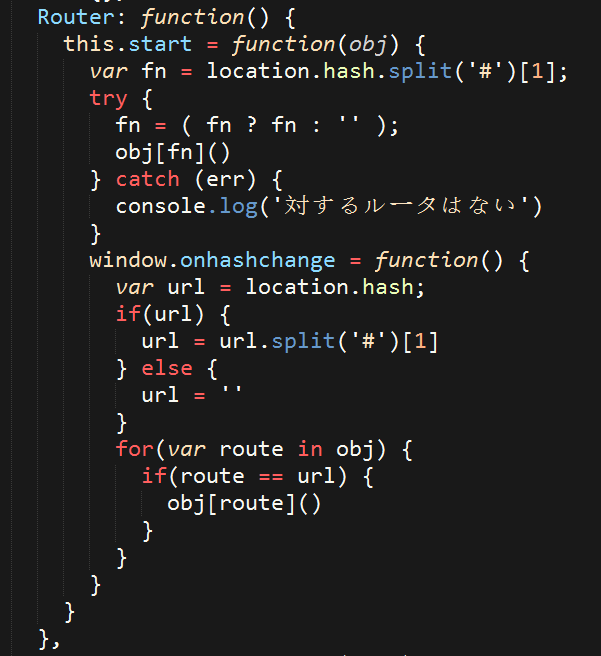 Router: function() {
this.start = function(obj) {
var fn = location.hash.split('#')[1];
try {
fn = ( fn ? fn : '' );
obj[fn]()
} catch (err) {
console.log('対するルータはない')
}
window.onhashchange = function() {
var url = location.hash;
if(url) {
url = url.split('#')[1]
} else {
url = ''
}
for(var route in obj) {
if(route == url) {
obj[route]()
}
}
}
}
},